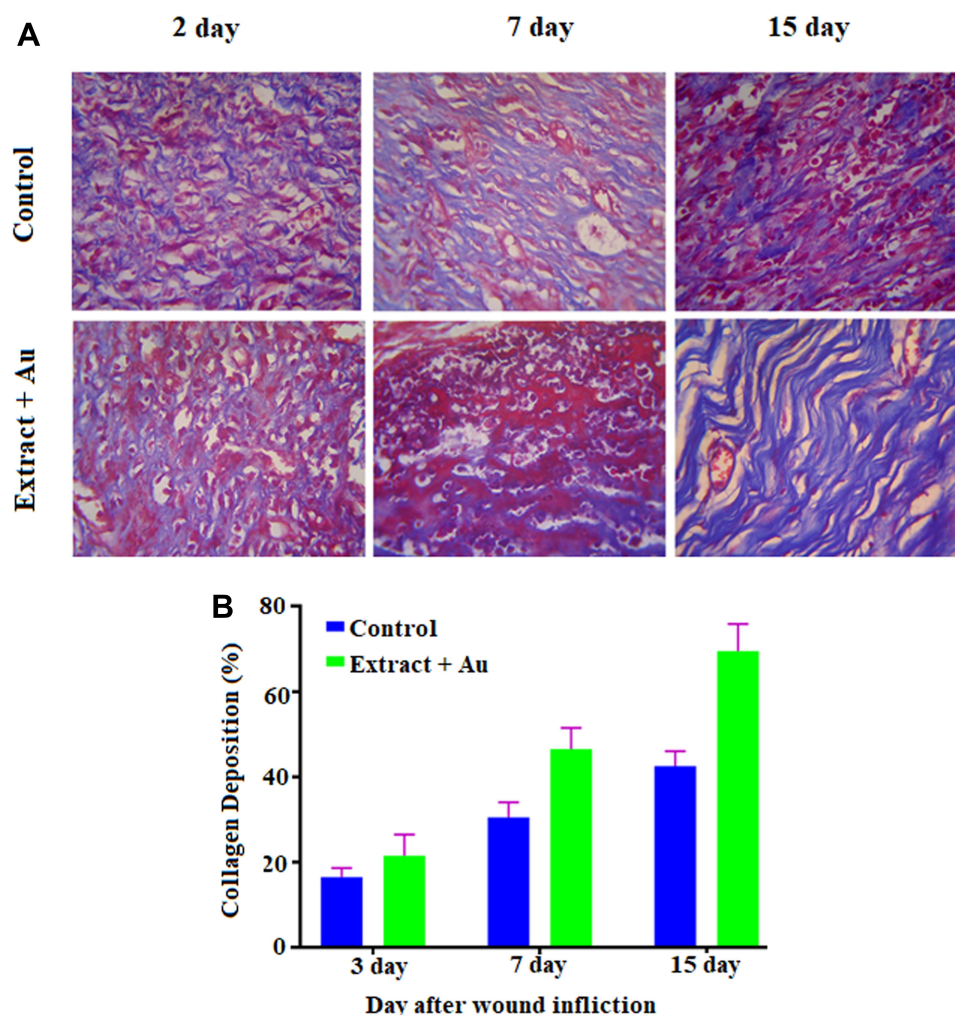 A
2 day
7 day
15 day
Control
Extract + Au
B
80
60
40
20
0
Collagen Deposition (%)
Control
Extract + Au
3 day
7 day
15 day
Day after wound infliction